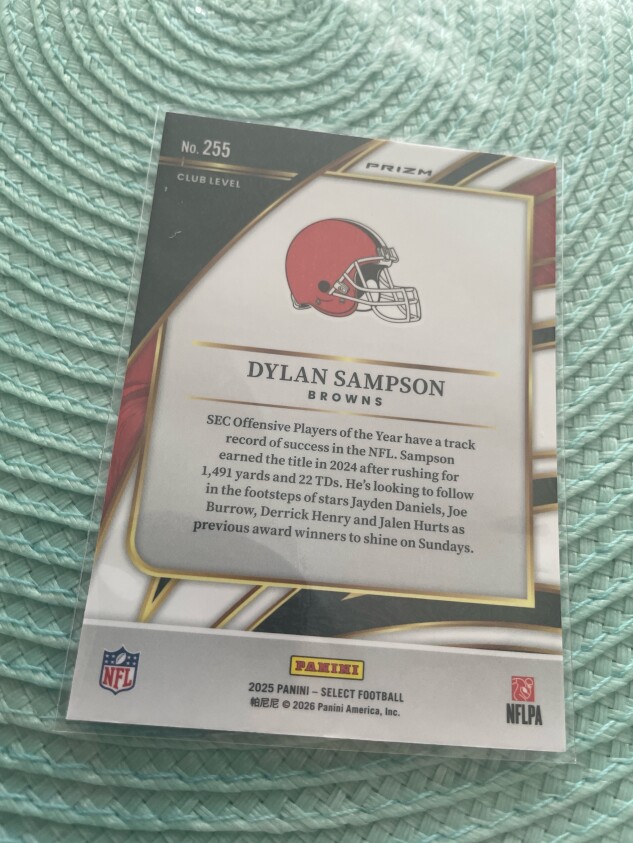 No. 255
PRIZM
CLUB LEVEL
DYLAN SAMPSON
BROWNS
SEC Offensive Players of the Year have a track
record of success in the NFL. Sampson
earned the title in 2024 after rushing for
1,491 yards and 22 TDs. He's looking to follow
in the footsteps of stars Jayden Daniels, Joe
Burrow, Derrick Henry and Jalen Hurts as
previous award winners to shine on Sundays.
NFL
PANINI
2025 PANINI – SELECT FOOTBALL
帕尼尼 © 2026 Panini America, Inc.
NFLPA